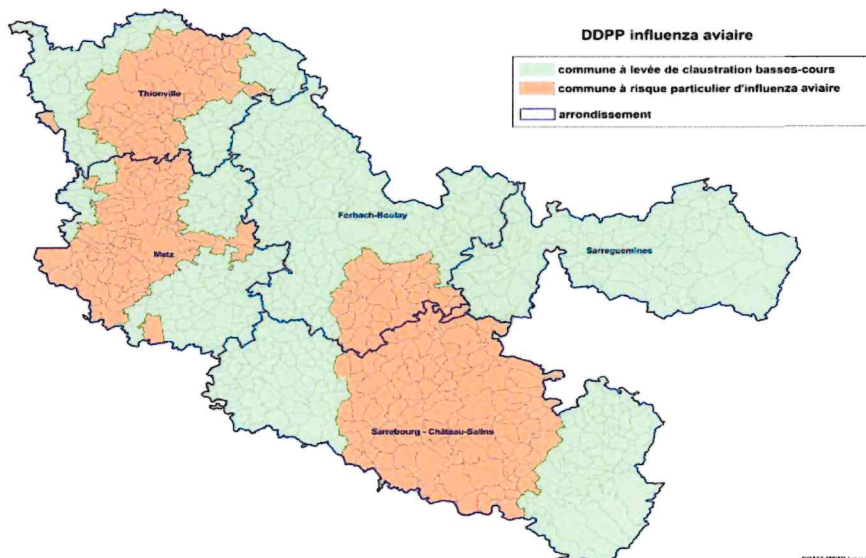 DDPP influenza aviaire
commune à levée de claustration basses-cours
commune à risque particulier d'influenza aviaire
arrondissement
Thionville
Forbach-Boulay
Sarreguemines
Metz
Sarrebourg - Château-Salins